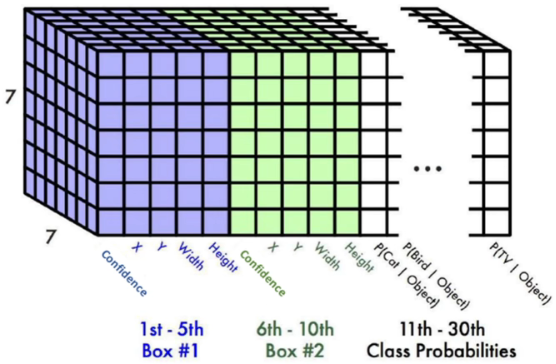 7
7
...
Confidence
X
Y
Width
Height
Confidence
X
Y
Width
Height
P(Cat | Object)
P(Bird | Object)
P(TV | Object)
1st - 5th
Box #1
6th - 10th
Box #2
11th - 30th
Class Probabilities